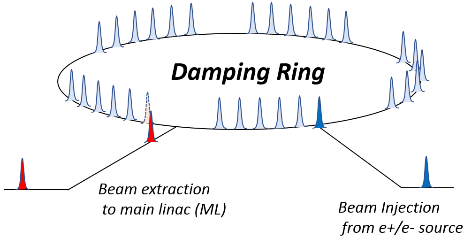 Damping Ring
Beam extraction
to main linac (ML)
Beam Injection
from e+/e- source